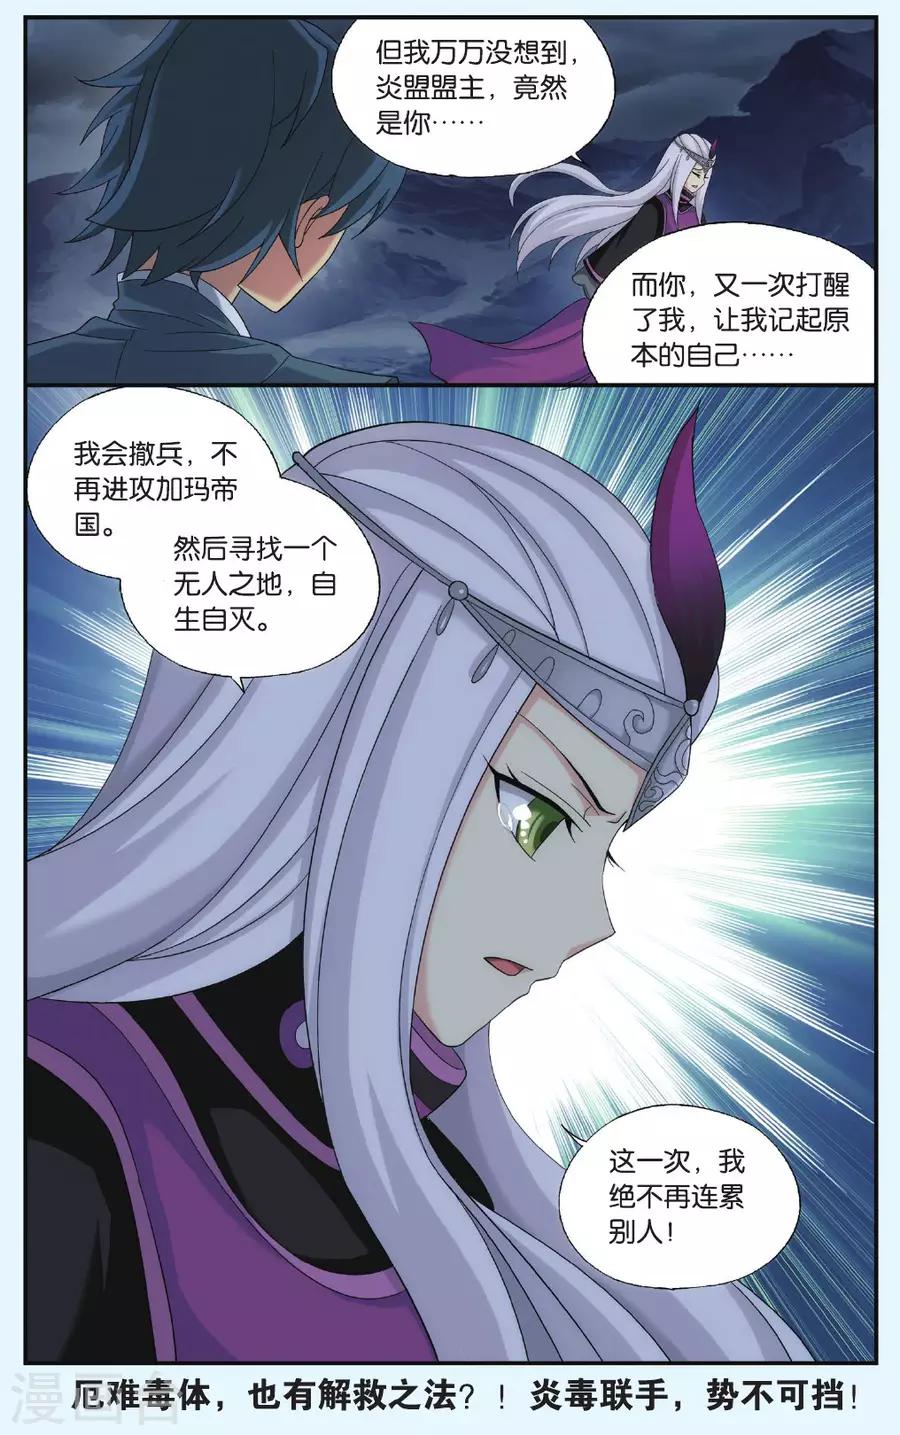 但我万万没想到，
炎盟盟主，竟然
是你……
而你，又一次打醒
了我，让我记起原
本的自己……
我会撤兵，不
再进攻加玛帝
国。
然后寻找一个
无人之地，自
生自灭。
这一次，我
绝不再连累
别人！
厄难毒体，也有解救之法？！炎毒联手，势不可挡！
漫画台